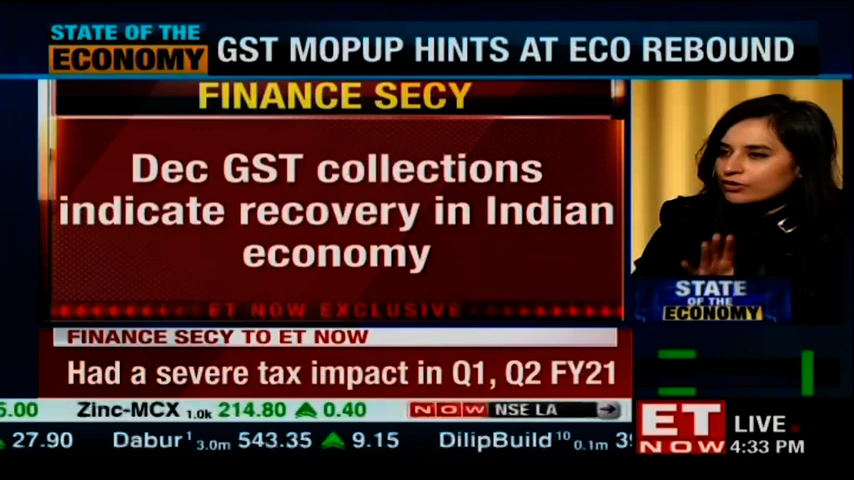 STATE OF THE
ECONOMY
GST MOPUP HINTS AT ECO REBOUND
FINANCE SECY
Dec GST collections
indicate recovery in Indian
economy
ET NOW EXCLUSIVE
STATE
OF THE
ECONOMY
FINANCE SECY TO ET NOW
Had a severe tax impact in Q1, Q2 FY21
5.00 Zinc-MCX 1.0k 214.80 0.40 NOW NSE LA
27.90 Dabur 1 3.0m 543.35 9.15 DilipBuild 10 0.1m
ET
NOW
LIVE
4:33 PM